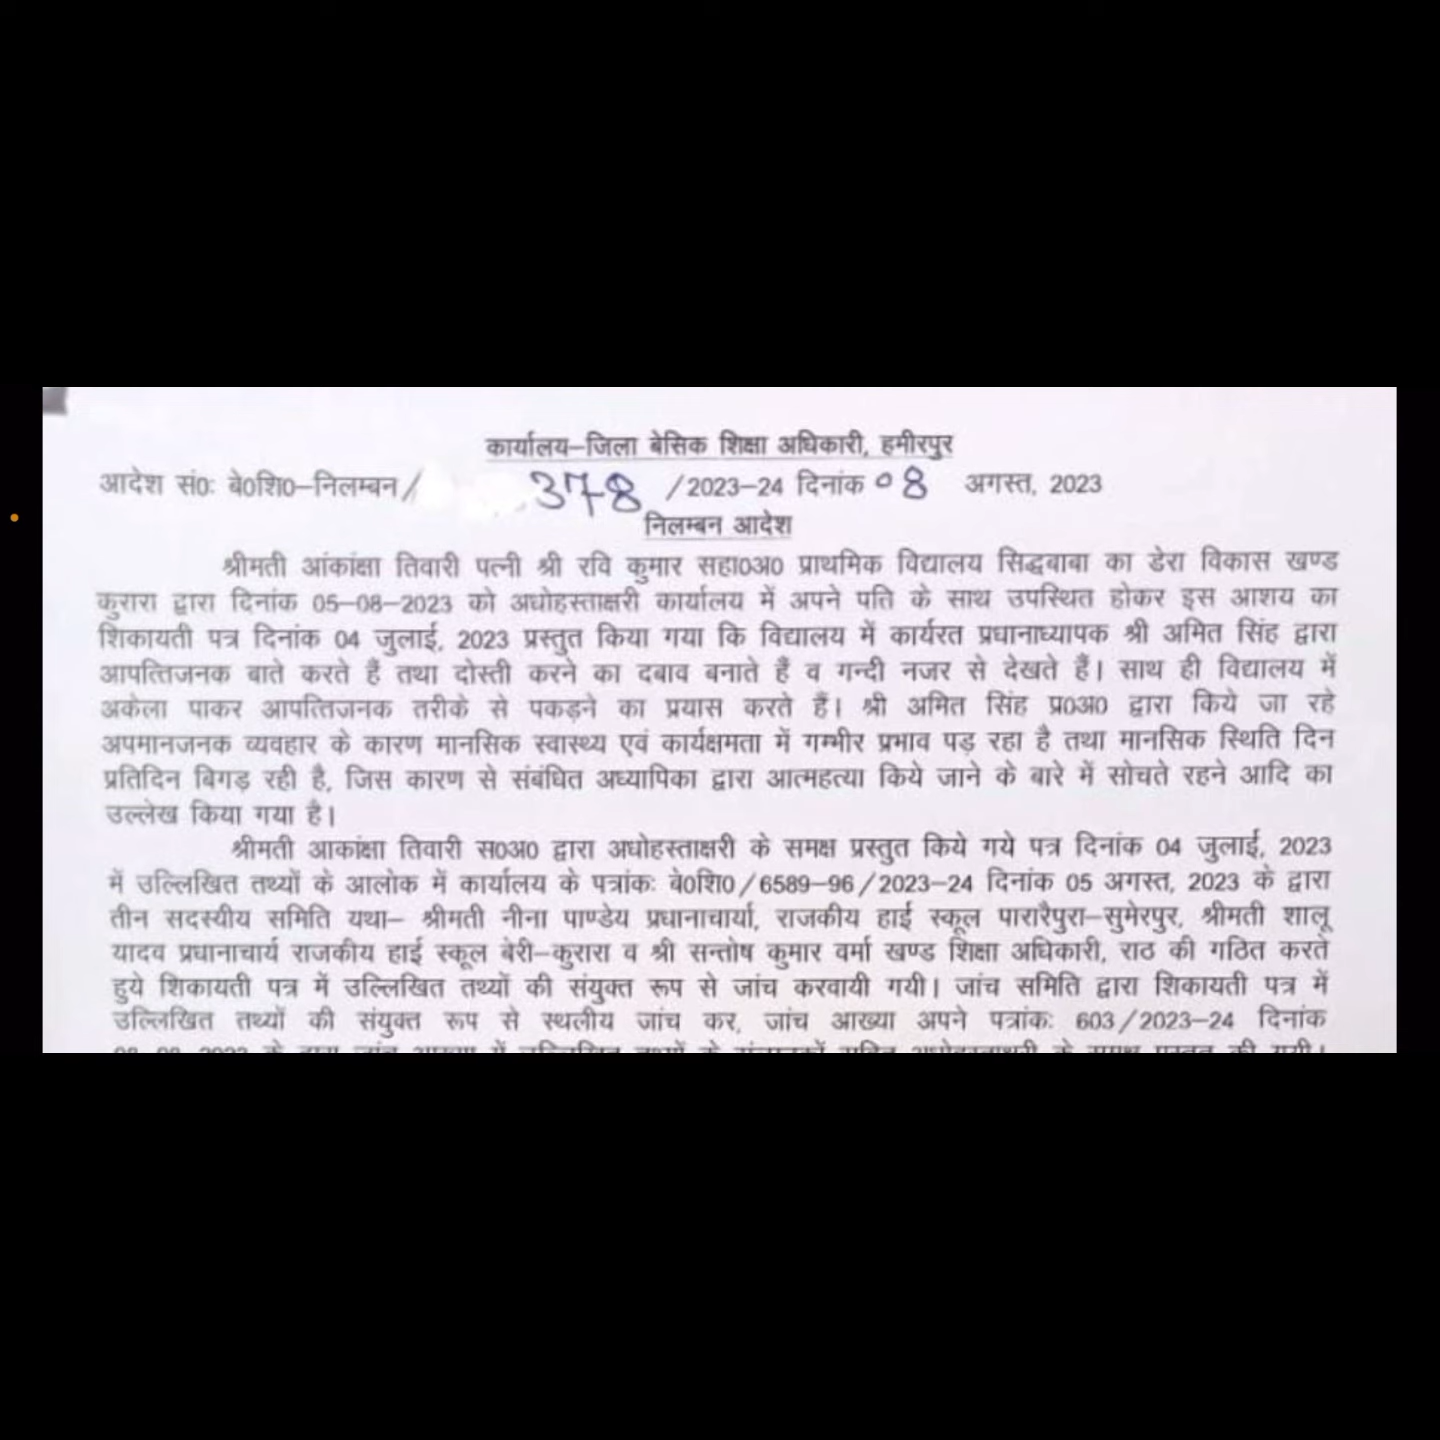 कार्यालय–जिला बेसिक शिक्षा अधिकारी, हमीरपुर
आदेश सं0: बे0शि0–निलम्बन/ 378 /2023–24 दिनांक 08 अगस्त, 2023
निलम्बन आदेश
श्रीमती आंकांक्षा तिवारी पत्नी श्री रवि कुमार सहा0अ0 प्राथमिक विद्यालय सिद्धबाबा का डेरा विकास खण्ड
कुरारा द्वारा दिनांक 05–08–2023 को अधोहस्ताक्षरी कार्यालय में अपने पति के साथ उपस्थित होकर इस आशय का
शिकायती पत्र दिनांक 04 जुलाई, 2023 प्रस्तुत किया गया कि विद्यालय में कार्यरत प्रधानाध्यापक श्री अमित सिंह द्वारा
आपत्तिजनक बाते करते हैं तथा दोस्ती करने का दबाव बनाते हैं व गन्दी नजर से देखते हैं। साथ ही विद्यालय में
अकेला पाकर आपत्तिजनक तरीके से पकड़ने का प्रयास करते हैं। श्री अमित सिंह प्र0अ0 द्वारा किये जा रहे
अपमानजनक व्यवहार के कारण मानसिक स्वास्थ्य एवं कार्यक्षमता में गम्भीर प्रभाव पड़ रहा है तथा मानसिक स्थिति दिन
प्रतिदिन बिगड़ रही है, जिस कारण से संबंधित अध्यापिका द्वारा आत्महत्या किये जाने के बारे में सोचते रहने आदि का
उल्लेख किया गया है।
श्रीमती आकांक्षा तिवारी स0अ0 द्वारा अधोहस्ताक्षरी के समक्ष प्रस्तुत किये गये पत्र दिनांक 04 जुलाई, 2023
में उल्लिखित तथ्यों के आलोक में कार्यालय के पत्रांक: बे0शि0/6589–96/2023–24 दिनांक 05 अगस्त, 2023 के द्वारा
तीन सदस्यीय समिति यथा– श्रीमती नीना पाण्डेय प्रधानाचार्या, राजकीय हाई स्कूल पारारैपुरा–सुमेरपुर, श्रीमती शालू
यादव प्रधानाचार्य राजकीय हाई स्कूल बेरी–कुरारा व श्री सन्तोष कुमार वर्मा खण्ड शिक्षा अधिकारी, राठ की गठित करते
हुये शिकायती पत्र में उल्लिखित तथ्यों की संयुक्त रूप से जांच करवायी गयी। जांच समिति द्वारा शिकायती पत्र में
उल्लिखित तथ्यों की संयुक्त रूप से स्थलीय जांच कर, जांच आख्या अपने पत्रांक: 603/2023–24 दिनांक